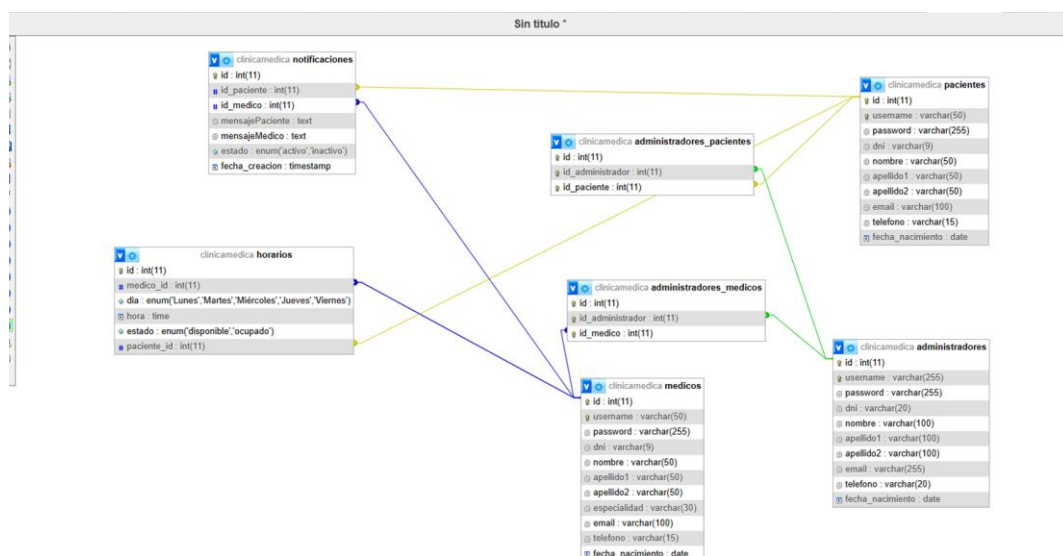 Sin título *
clinicamedica notificaciones
id : int(11)
id_paciente : int(11)
id_medico : int(11)
mensajePaciente : text
mensajeMedico : text
estado : enum('activo','inactivo')
fecha_creacion : timestamp
clinicamedica pacientes
id : int(11)
username : varchar(50)
password : varchar(255)
dni : varchar(9)
nombre : varchar(50)
apellido1 : varchar(50)
apellido2 : varchar(50)
email : varchar(100)
telefono : varchar(15)
fecha_nacimiento : date
clinicamedica administradores_pacientes
id : int(11)
id_administrador : int(11)
id_paciente : int(11)
clinicamedica horarios
id : int(11)
medico_id : int(11)
dia : enum('Lunes','Martes','Miércoles','Jueves','Viernes')
hora : time
estado : enum('disponible','ocupado')
paciente_id : int(11)
clinicamedica administradores_medicos
id : int(11)
id_administrador : int(11)
id_medico : int(11)
clinicamedica administradores
id : int(11)
username : varchar(255)
password : varchar(255)
dni : varchar(20)
nombre : varchar(100)
apellido1 : varchar(100)
apellido2 : varchar(100)
email : varchar(255)
telefono : varchar(20)
fecha_nacimiento : date
clinicamedica medicos
id : int(11)
username : varchar(50)
password : varchar(255)
dni : varchar(9)
nombre : varchar(50)
apellido1 : varchar(50)
apellido2 : varchar(50)
especialidad : varchar(30)
email : varchar(100)
telefono : varchar(15)
fecha_nacimiento : date